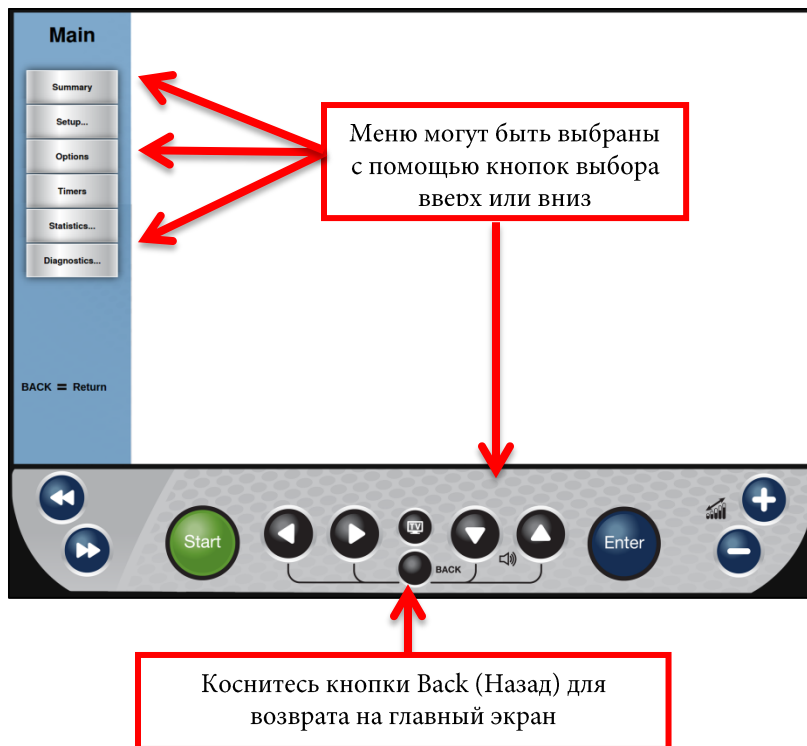 Main
Summary
Setup...
Options
Timers
Statistics...
Diagnostics...
BACK = Return
Меню могут быть выбраны
с помощью кнопок выбора
вверх или вниз
Start
TV
BACK
Enter
Коснитесь кнопки Back (Назад) для
возврата на главный экран